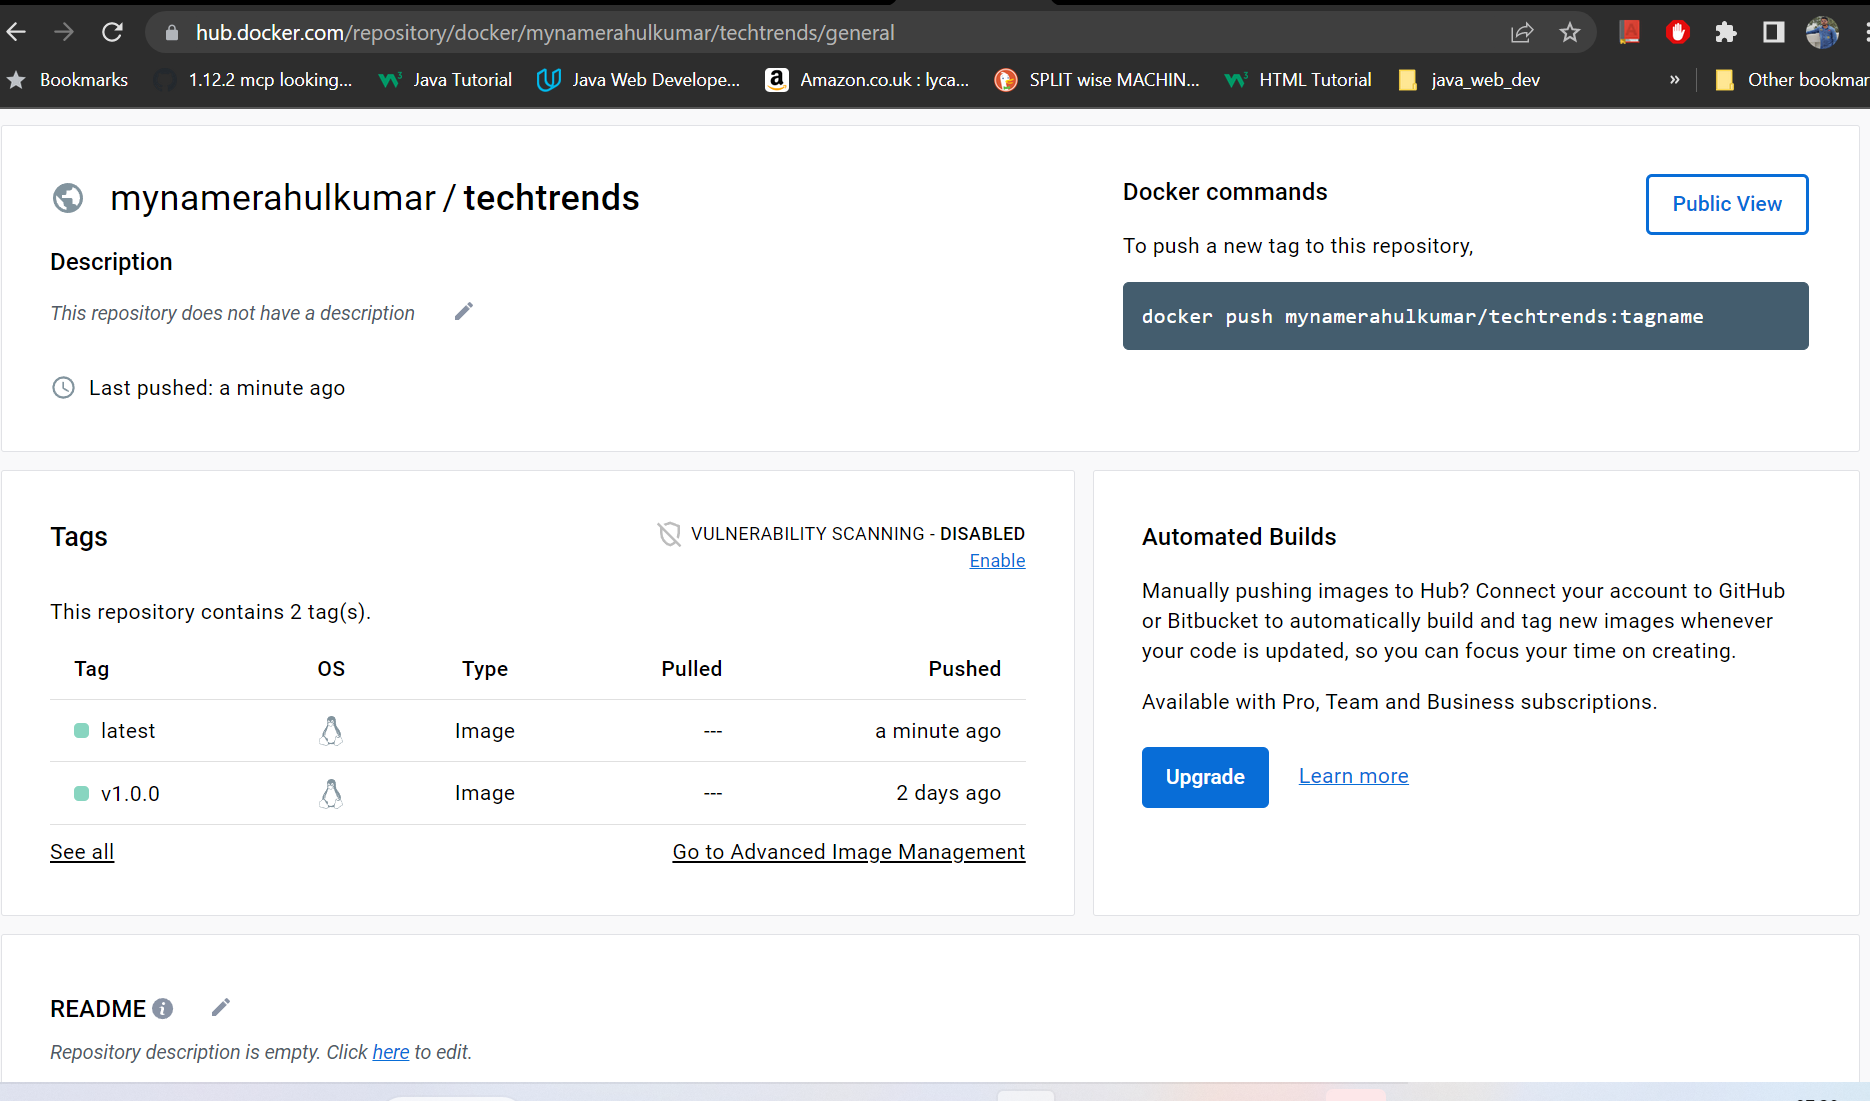 hub.docker.com/repository/docker/mynamerahulkumar/techtrends/general
Bookmarks 1.12.2 mcp looking... Java Tutorial Java Web Develope... Amazon.co.uk : lyca... SPLIT wise MACHIN... HTML Tutorial java_web_dev » Other bookmar
mynamerahulkumar / techtrends
Description
This repository does not have a description
Last pushed: a minute ago
Docker commands
Public View
To push a new tag to this repository,
docker push mynamerahulkumar/techtrends:tagname
Tags
VULNERABILITY SCANNING - DISABLED
Enable
This repository contains 2 tag(s).
Tag OS Type Pulled Pushed
latest Image --- a minute ago
v1.0.0 Image --- 2 days ago
See all Go to Advanced Image Management
Automated Builds
Manually pushing images to Hub? Connect your account to GitHub
or Bitbucket to automatically build and tag new images whenever
your code is updated, so you can focus your time on creating.
Available with Pro, Team and Business subscriptions.
Upgrade Learn more
README
Repository description is empty. Click here to edit.